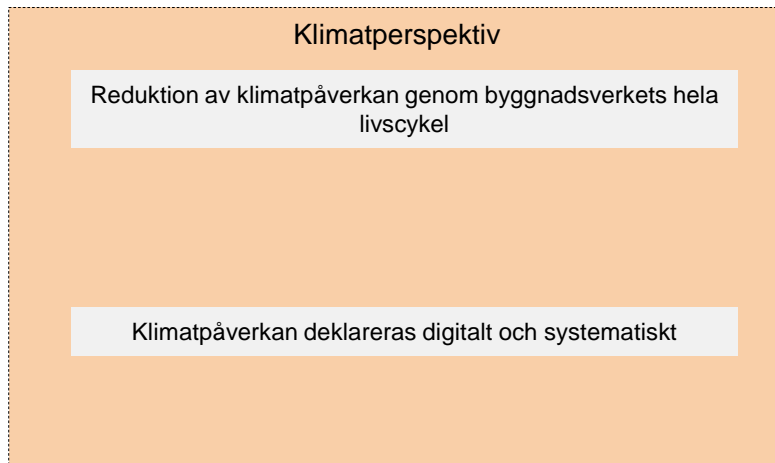 Klimatperspektiv
Reduktion av klimatpåverkan genom byggnadsverkets hela
livscykel
Klimatpåverkan deklareras digitalt och systematiskt